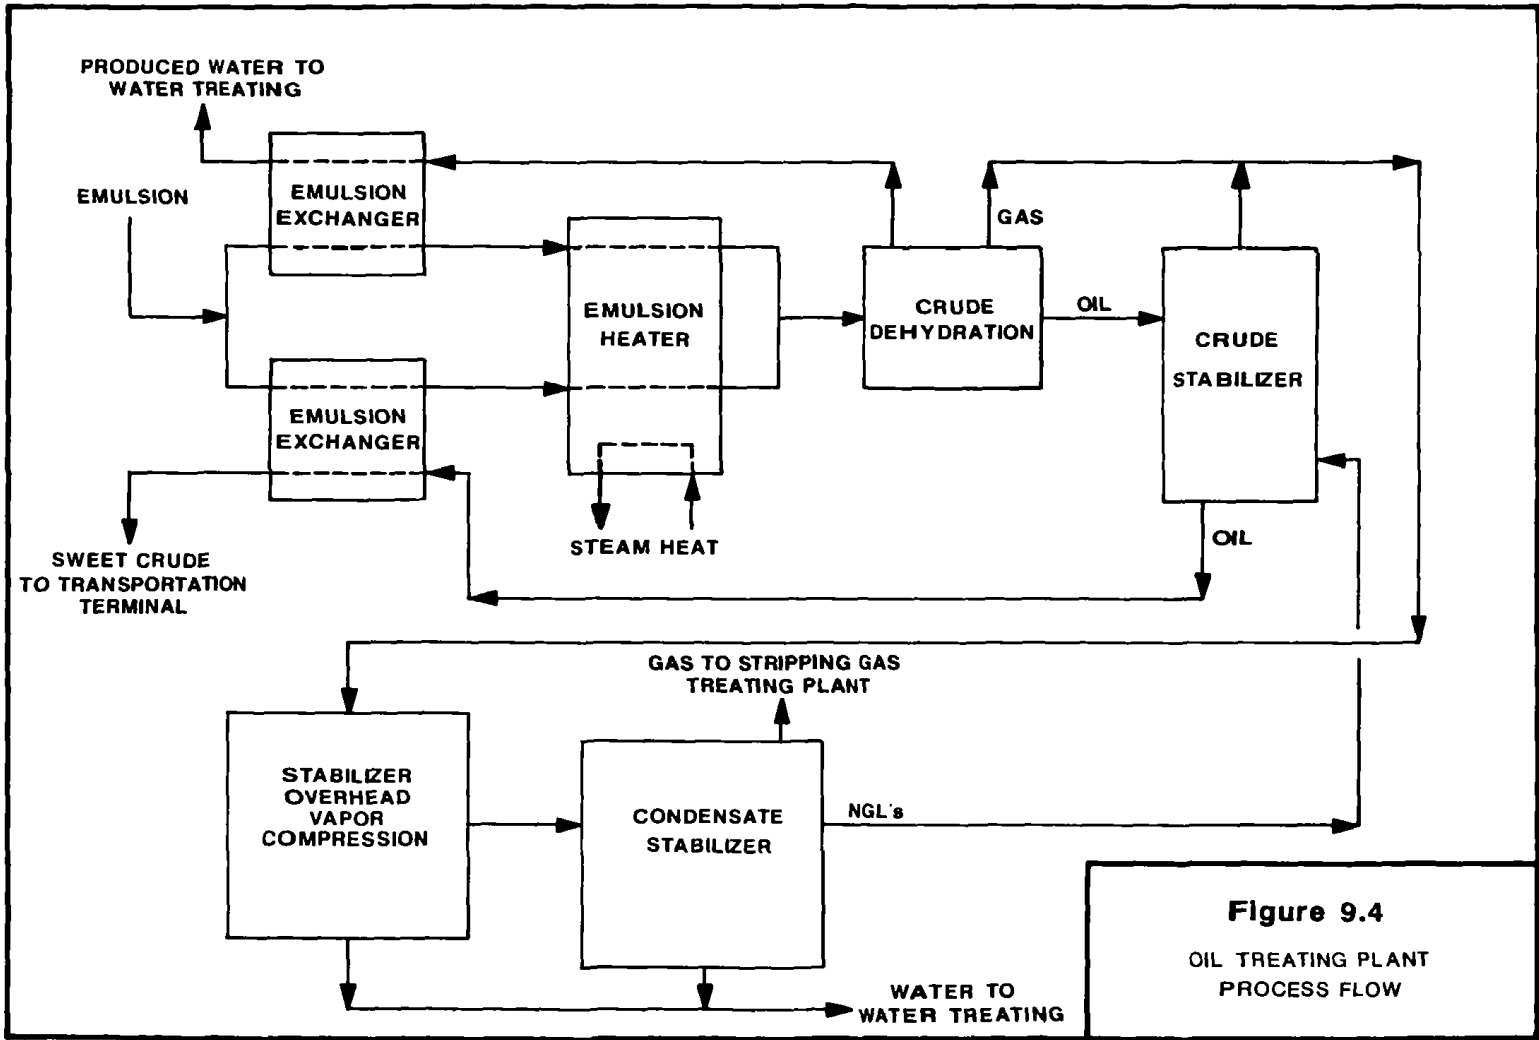 PRODUCED WATER TO
WATER TREATING
EMULSION
EMULSION
EXCHANGER
EMULSION
HEATER
GAS
CRUDE
DEHYDRATION
OIL
CRUDE
STABILIZER
EMULSION
EXCHANGER
STEAM HEAT
OIL
SWEET CRUDE
TO TRANSPORTATION
TERMINAL
GAS TO STRIPPING GAS
TREATING PLANT
STABILIZER
OVERHEAD
VAPOR
COMPRESSION
CONDENSATE
STABILIZER
NGL's
WATER TO
WATER TREATING
Figure 9.4
OIL TREATING PLANT
PROCESS FLOW